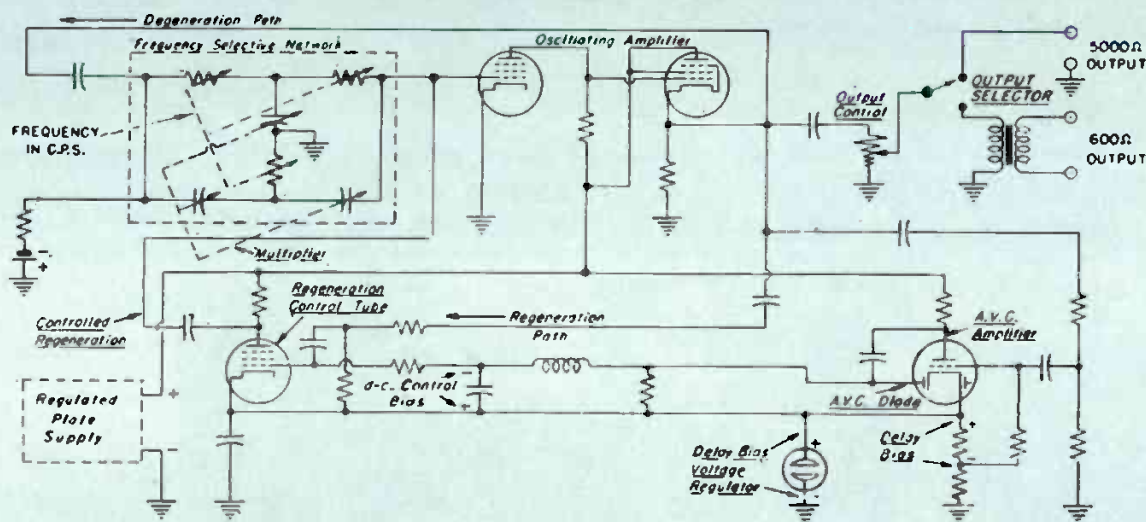 Degeneration Path
Frequency Selective Network
Oscillating Amplifier
5000Ω
OUTPUT
OUTPUT
SELECTOR
Output
Control
FREQUENCY
IN C.P.S.
600Ω
OUTPUT
Multiplier
Regeneration
Control Tube
Controlled
Regeneration
Regeneration
Path
A.V.C.
Amplifier
d-c. Control
Bias
A.V.C. Diode
Regulated
Plate
Supply
Delay Bias
Voltage
Regulator
Delay
Bias